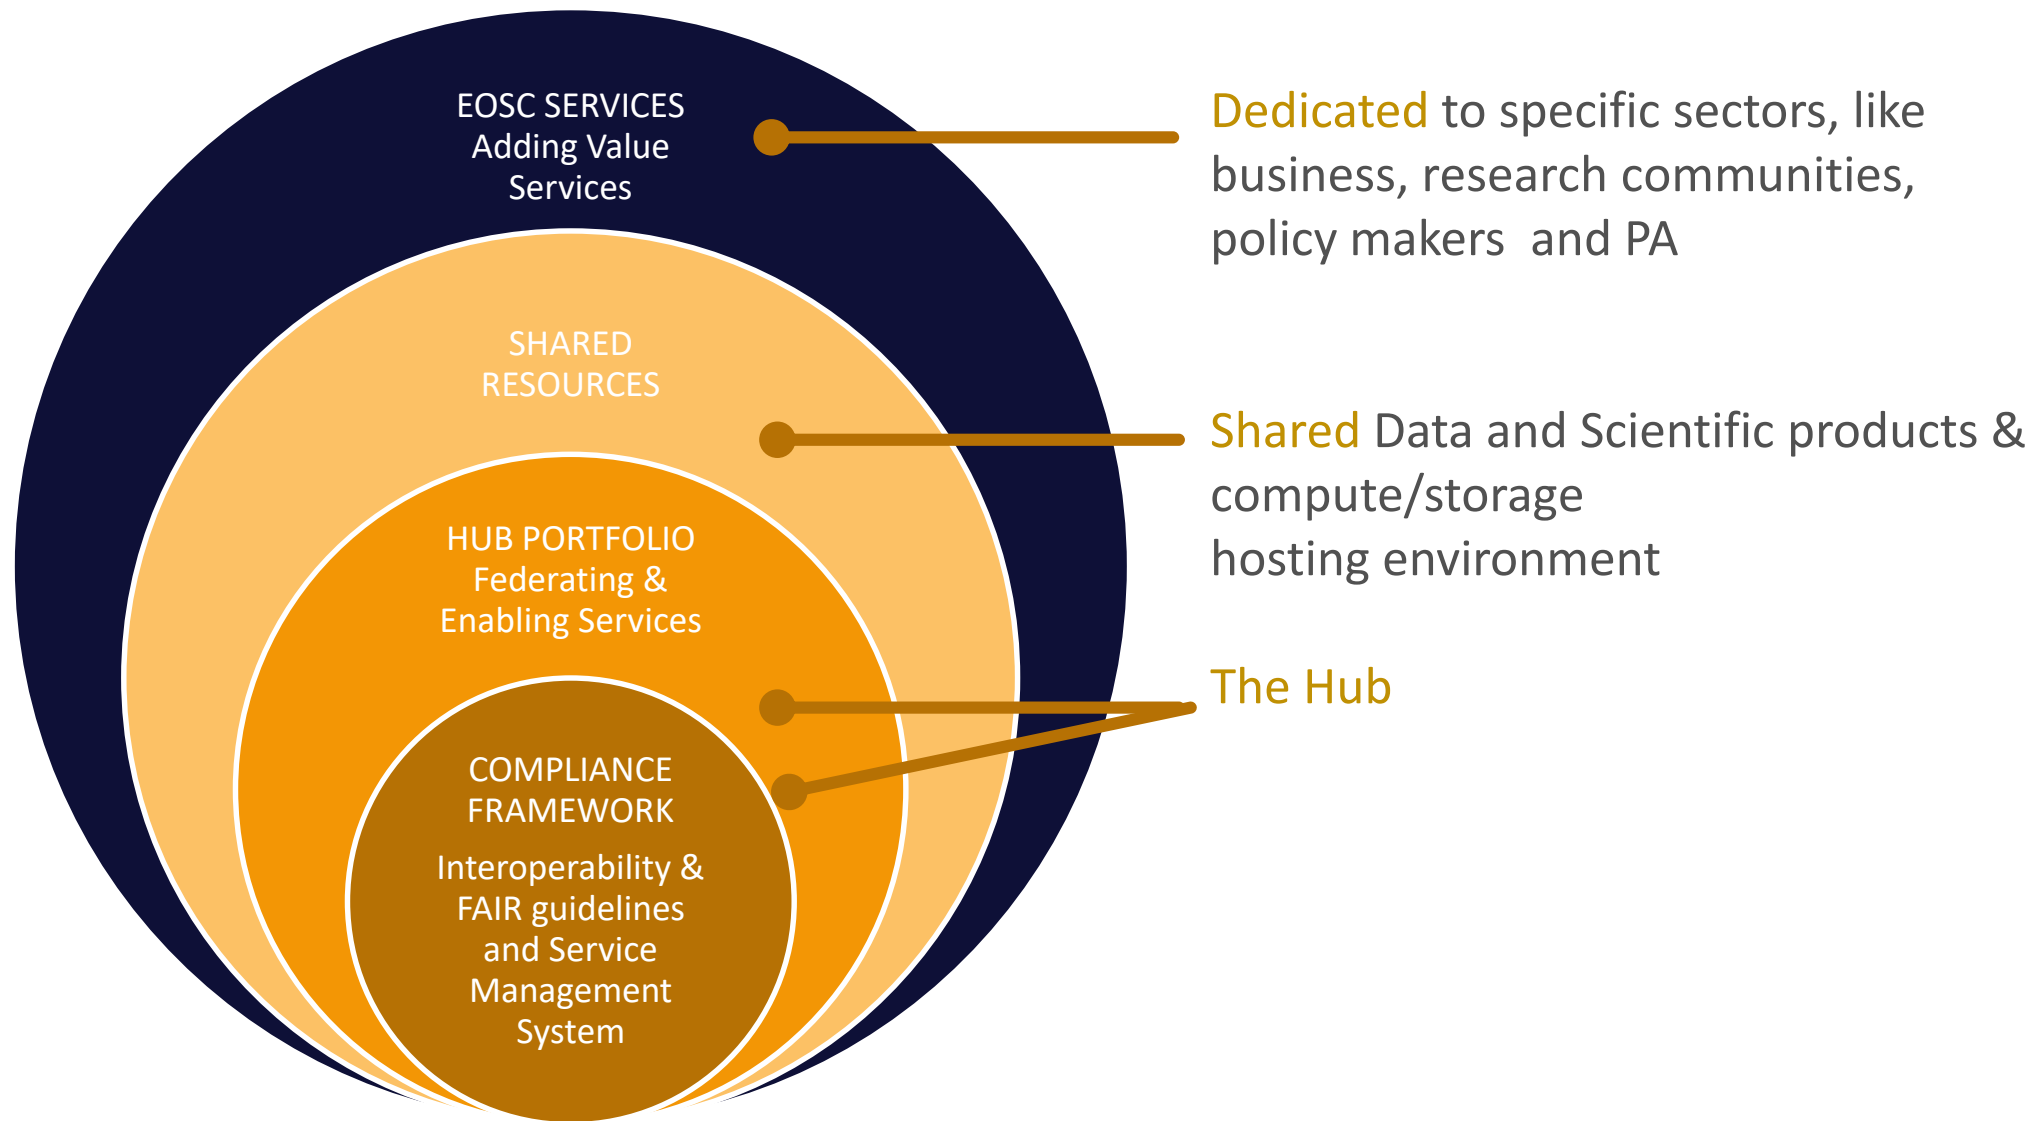 EOSC SERVICES
Adding Value
Services
Dedicated to specific sectors, like
business, research communities,
policy makers and PA
SHARED
RESOURCES
Shared Data and Scientific products &
compute/storage
hosting environment
HUB PORTFOLIO
Federating &
Enabling Services
The Hub
COMPLIANCE
FRAMEWORK
Interoperability &
FAIR guidelines
and Service
Management
System